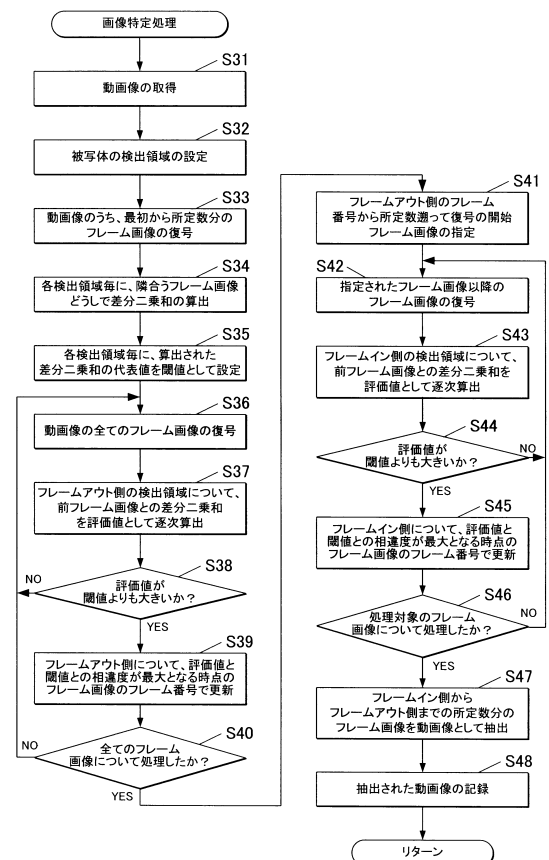 画像特定処理
S31
動画像の取得
S32
被写体の検出領域の設定
S33
動画像のうち、最初から所定数分の
フレーム画像の復号
S34
各検出領域毎に、隣合うフレーム画像
どうしで差分二乗和の算出
S35
各検出領域毎に、算出された
差分二乗和の代表値を閾値として設定
S36
動画像の全てのフレーム画像の復号
S37
フレームアウト側の検出領域について、
前フレーム画像との差分二乗和
を評価値として逐次算出
S38
NO
評価値が
閾値よりも大きいか?
YES
S39
フレームアウト側について、評価値と
閾値との相違度が最大となる時点の
フレーム画像のフレーム番号で更新
S40
NO
全てのフレーム
画像について処理したか?
YES
S41
フレームアウト側のフレーム
番号から所定数遡って復号の開始
フレーム画像の指定
S42
指定されたフレーム画像以降の
フレーム画像の復号
S43
フレームイン側の検出領域について、
前フレーム画像との差分二乗和を
評価値として逐次算出
S44
評価値が
閾値よりも大きいか?
NO
YES
S45
フレームイン側について、評価値と
閾値との相違度が最大となる時点の
フレーム画像のフレーム番号で更新
S46
処理対象のフレーム
画像について処理したか?
NO
YES
S47
フレームイン側から
フレームアウト側までの所定数分の
フレーム画像を動画像として抽出
S48
抽出された動画像の記録
リターン